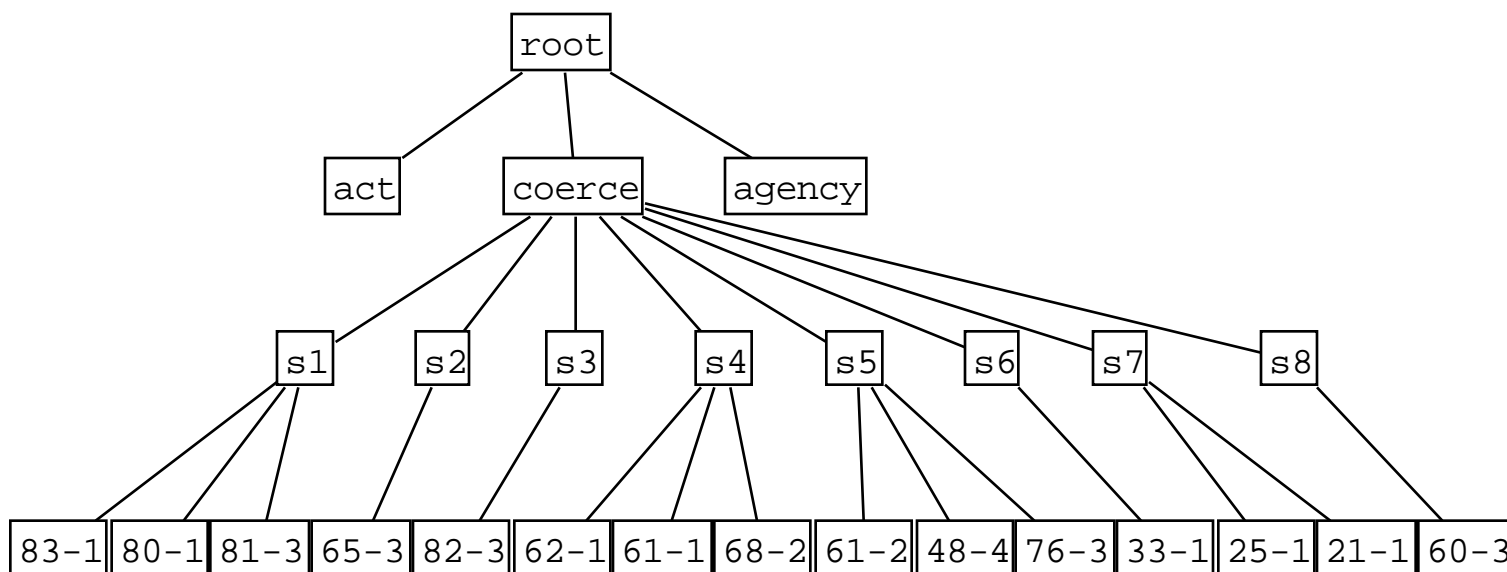 root
act coerce agency
s1 s2 s3 s4 s5 s6 s7 s8
83-1 80-1 81-3 65-3 82-3 62-1 61-1 68-2 61-2 48-4 76-3 33-1 25-1 21-1 60-3